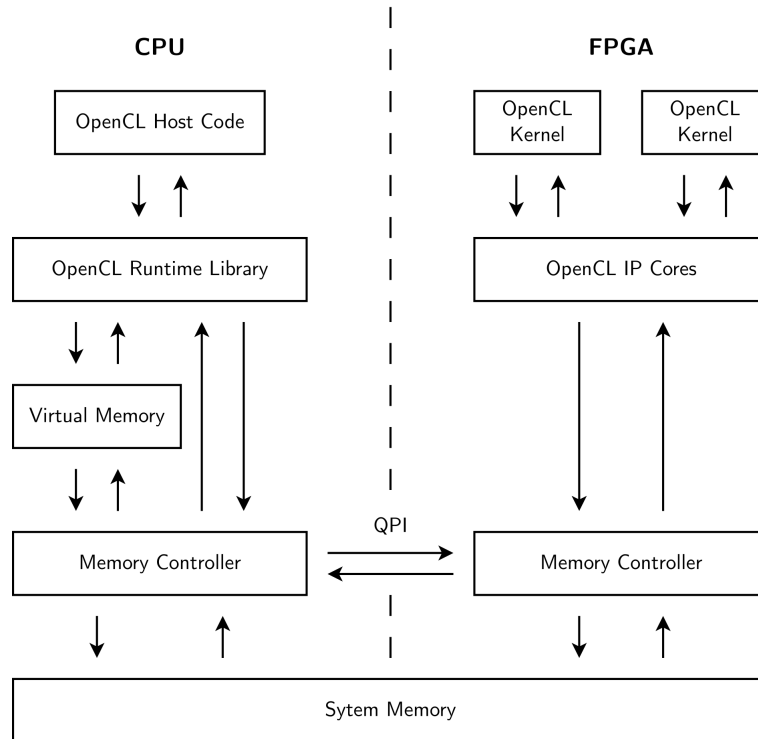 CPU
FPGA
OpenCL Host Code
OpenCL
Kernel
OpenCL
Kernel
OpenCL Runtime Library
OpenCL IP Cores
Virtual Memory
QPI
Memory Controller
Memory Controller
Sytem Memory